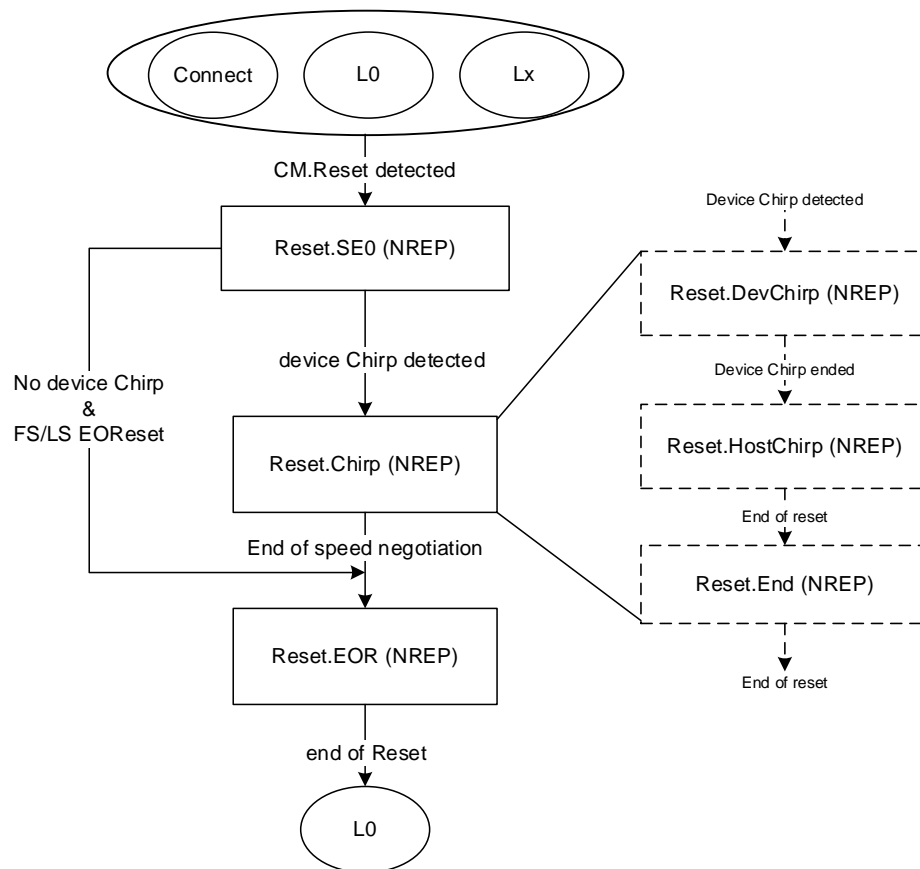 Connect
L0
Lx
CM.Reset detected
Reset.SE0 (NREP)
device Chirp detected
No device Chirp
&
FS/LS EOReset
Reset.Chirp (NREP)
End of speed negotiation
Reset.EOR (NREP)
end of Reset
L0
Device Chirp detected
Reset.DevChirp (NREP)
Device Chirp ended
Reset.HostChirp (NREP)
End of reset
Reset.End (NREP)
End of reset